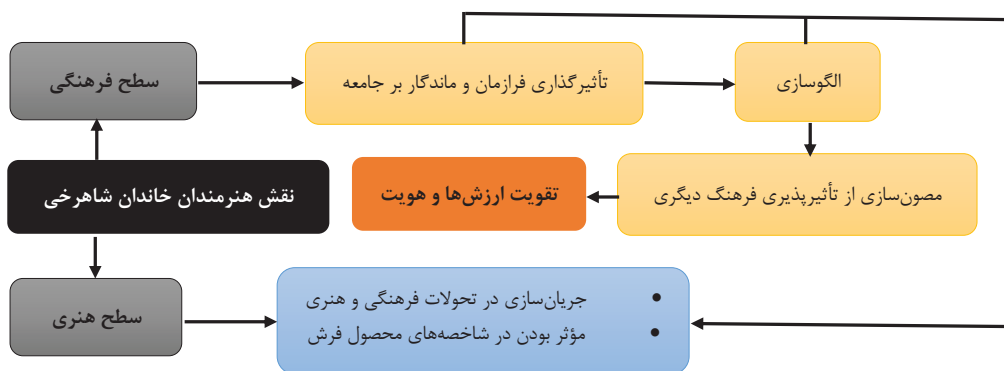 سطح فرهنگی
تأثیرگذاری فرازمان و ماندگار بر جامعه
الگوسازی
نقش هنرمندان خاندان شاهرخی
تقویت ارزش‌ها و هویت
مصون‌سازی از تأثیرپذیری فرهنگ دیگری
سطح هنری
• جریان‌سازی در تحولات فرهنگی و هنری
• مؤثر بودن در شاخصه‌های محصول فرش